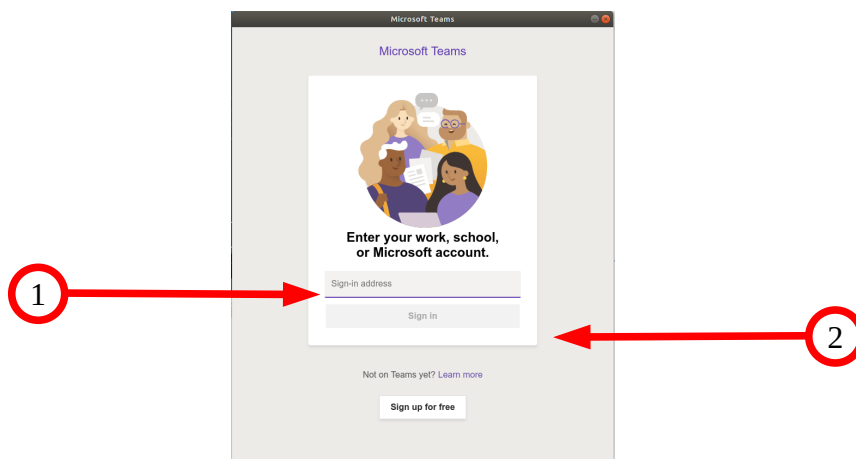 Microsoft Teams
Microsoft Teams
Enter your work, school,
or Microsoft account.
Sign-in address
1
Sign in
2
Not on Teams yet? Learn more
Sign up for free